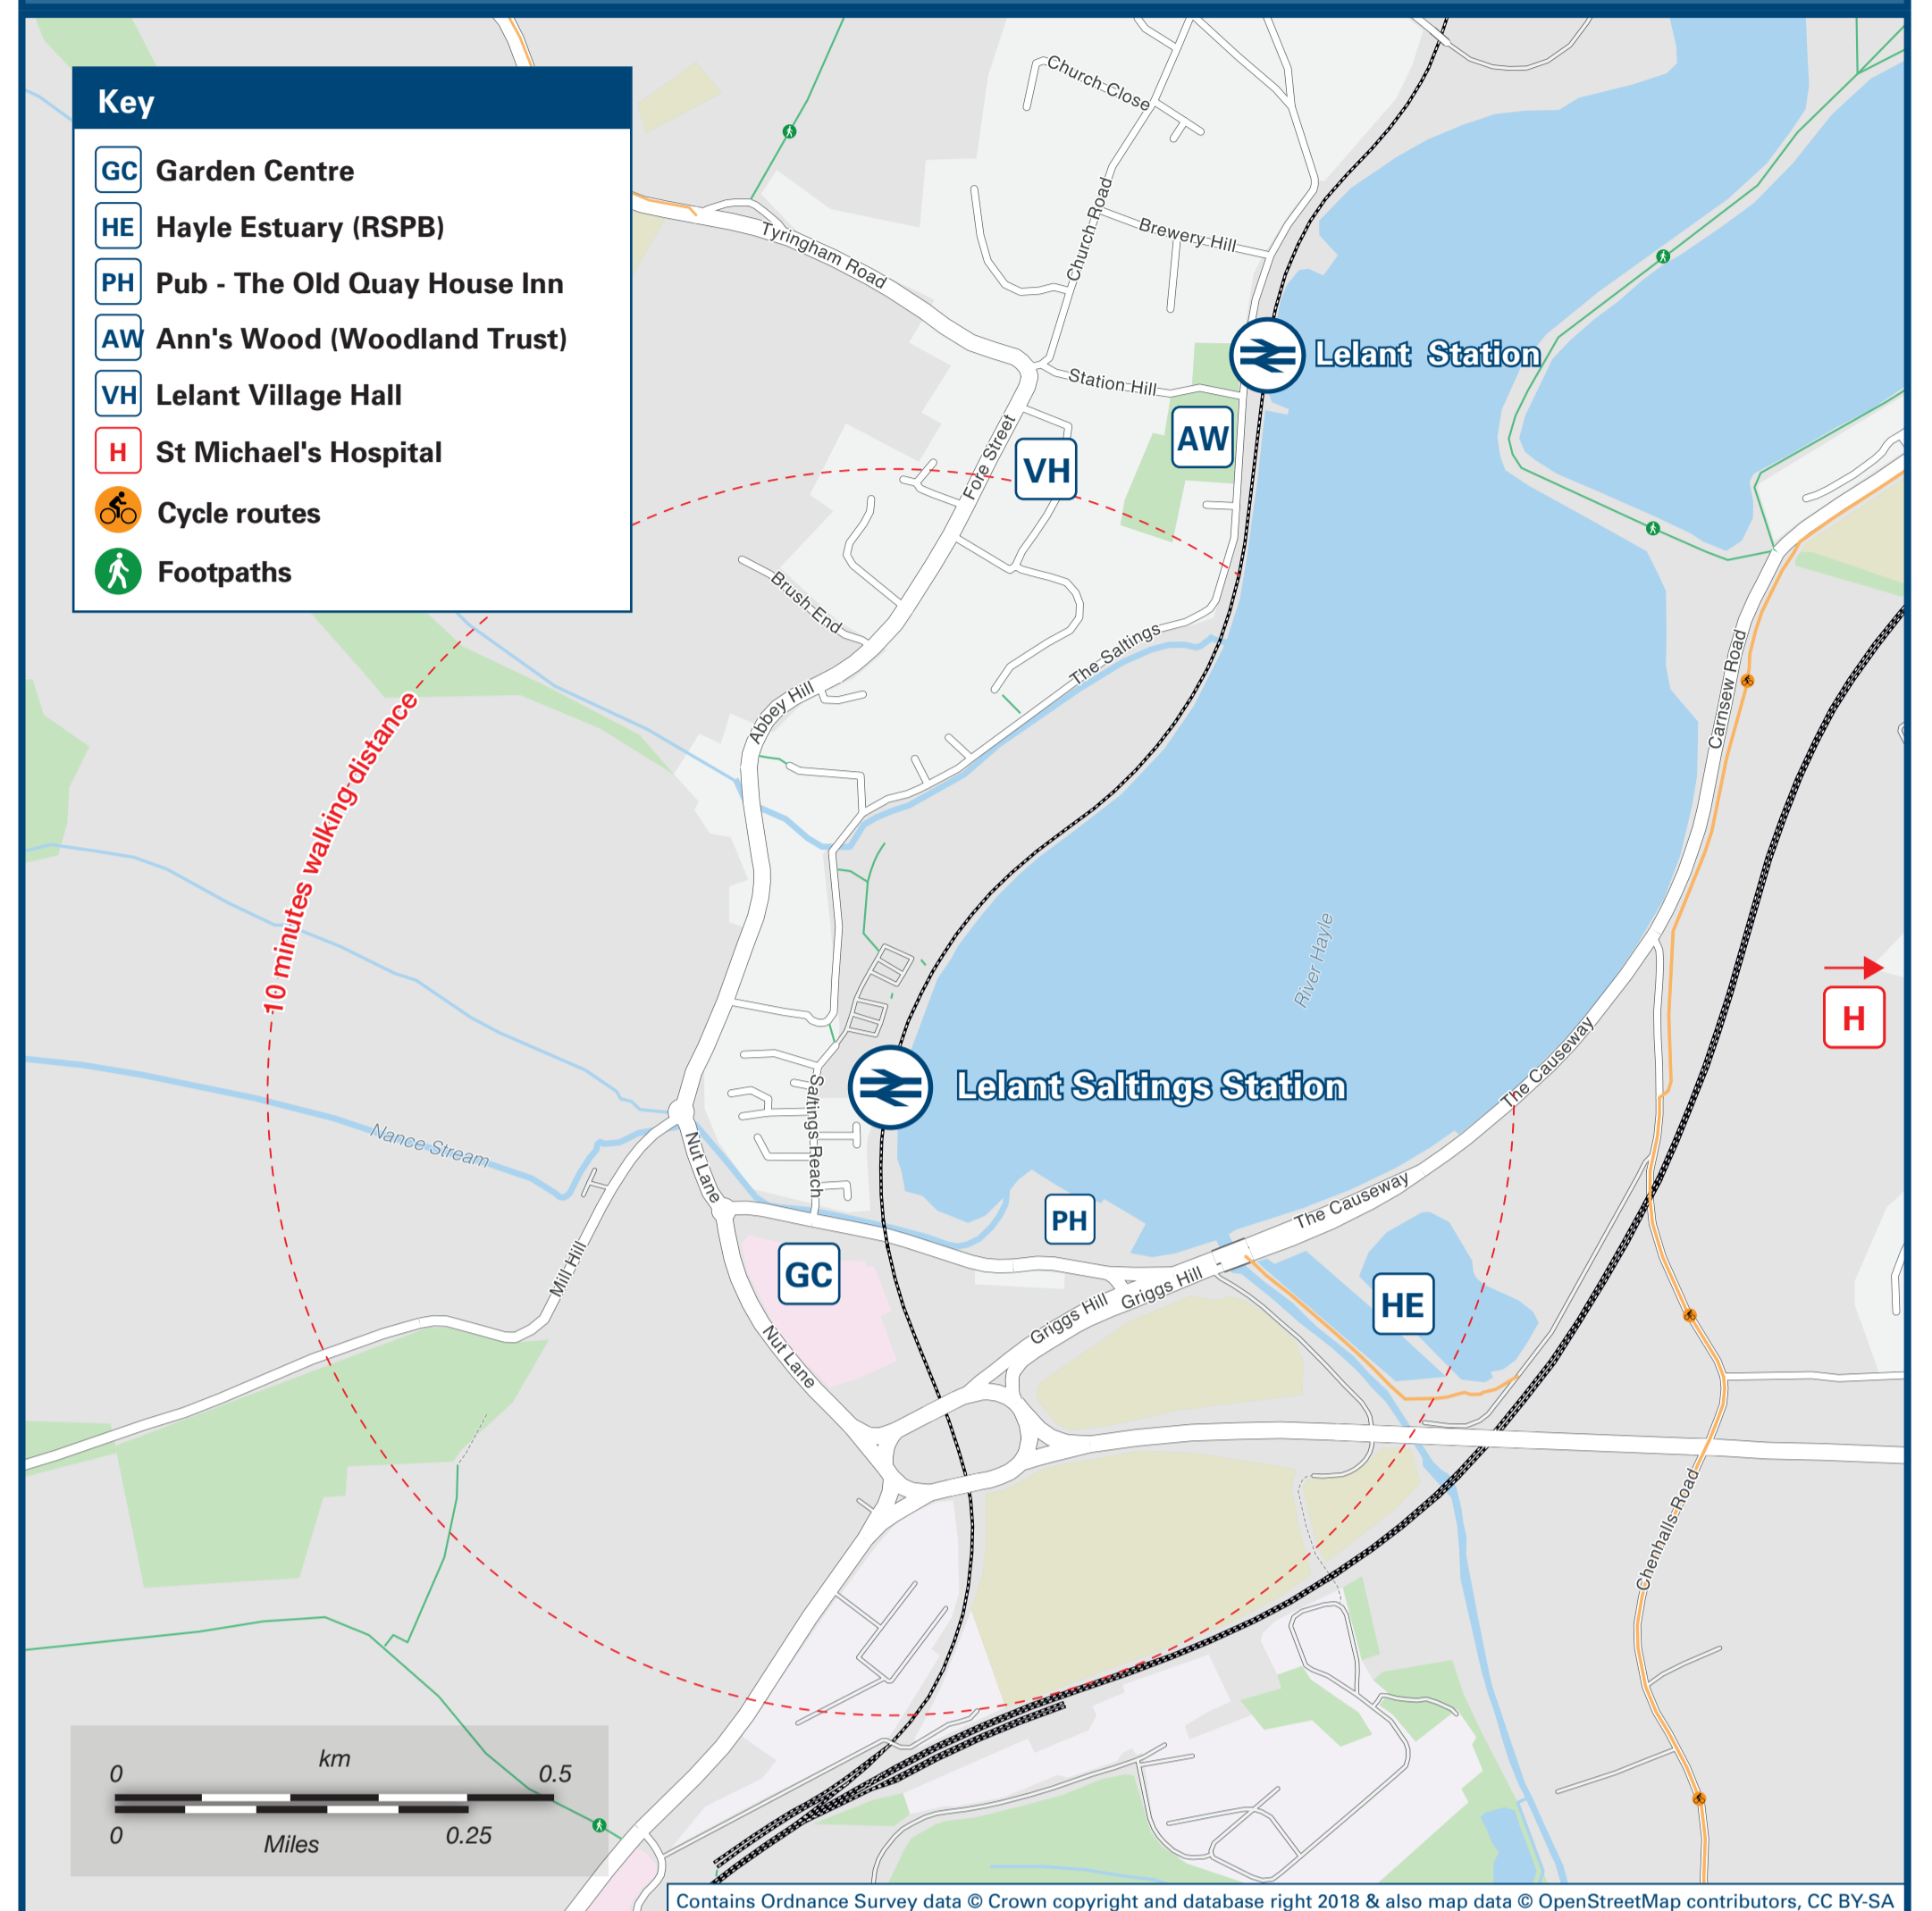 Key
GC Garden Centre
HE Hayle Estuary (RSPB)
PH Pub - The Old Quay House Inn
AW Ann's Wood (Woodland Trust)
VH Lelant Village Hall
H St Michael's Hospital
Cycle routes
Footpaths
Church Close
Church Road
Brewery Hill
Tyringham Road
Lelant Station
Station Hill
AW
Fore Street
VH
Brush End
The Saltings
Abbey Hill
Carnsew Road
10 minutes walking distance
River Hayle
H
The Causeway
Lelant Saltings Station
Saltings Reach
Nance Stream
Nut Lane
The Causeway
PH
Mill Hill
GC
Griggs Hill
Griggs Hill
HE
Nut Lane
Chenhalls Road
km
0 0.5
0 0.25
Miles
Contains Ordnance Survey data © Crown copyright and database right 2018 & also map data © OpenStreetMap contributors, CC BY-SA